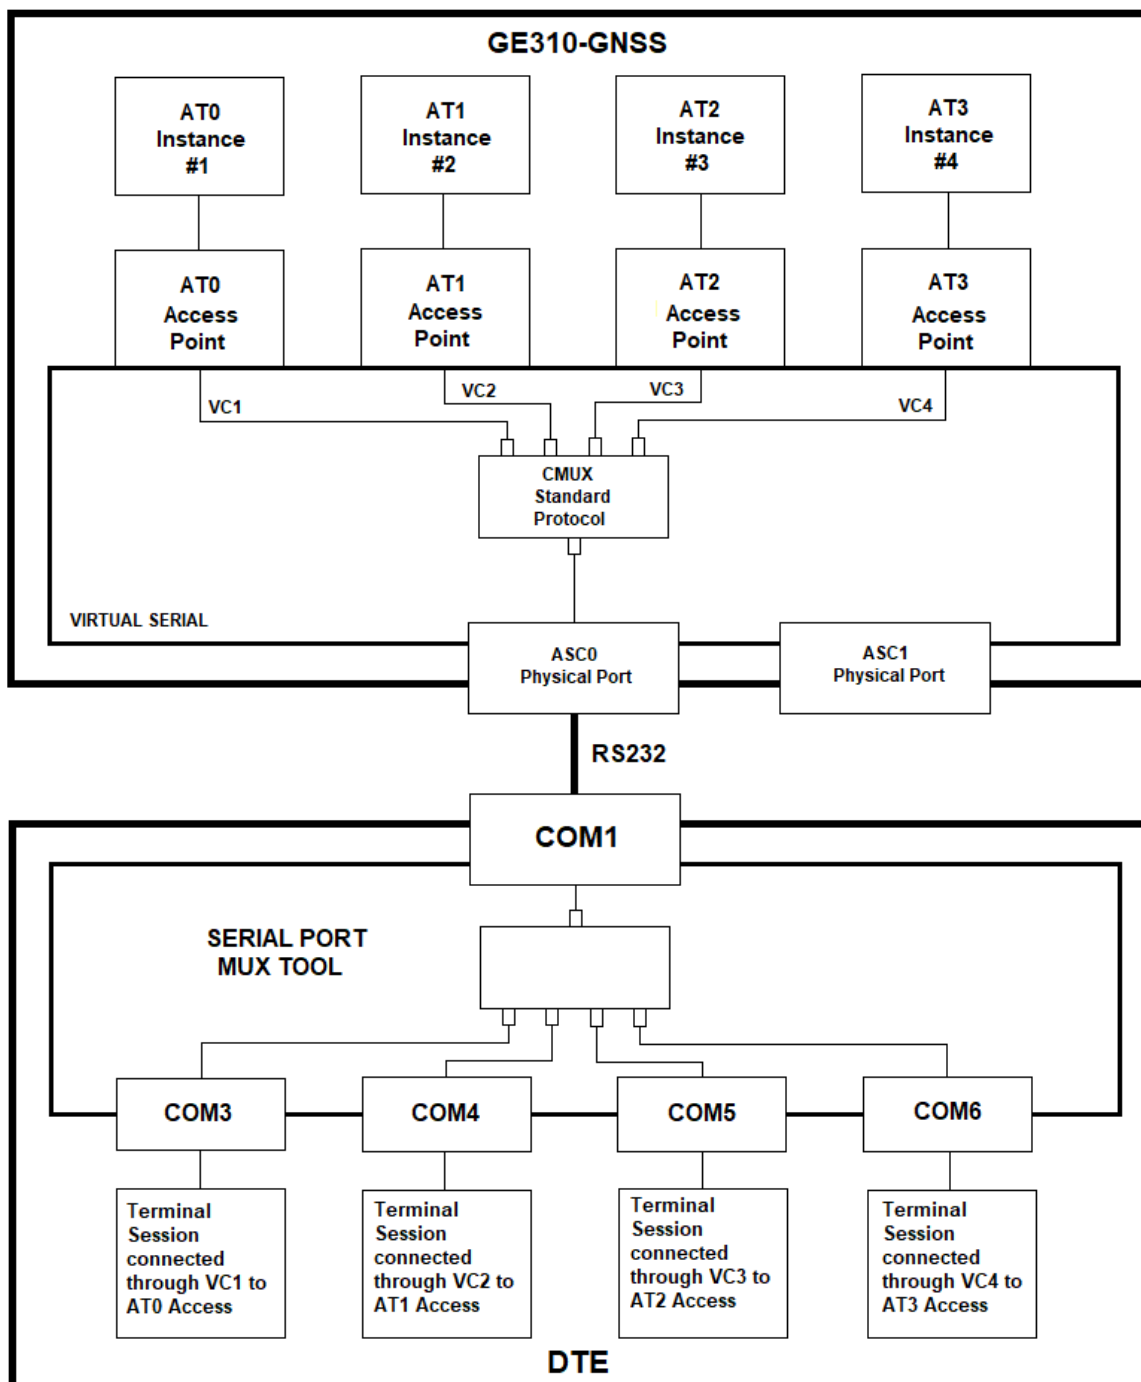 GE310-GNSS
AT0
Instance
#1
AT1
Instance
#2
AT2
Instance
#3
AT3
Instance
#4
AT0
Access
Point
AT1
Access
Point
AT2
Access
Point
AT3
Access
Point
VC1
VC2
VC3
VC4
CMUX
Standard
Protocol
VIRTUAL SERIAL
ASC0
Physical Port
ASC1
Physical Port
RS232
COM1
SERIAL PORT
MUX TOOL
COM3
COM4
COM5
COM6
Terminal
Session
connected
through VC1 to
AT0 Access
Terminal
Session
connected
through VC2 to
AT1 Access
Terminal
Session
connected
through VC3 to
AT2 Access
Terminal
Session
connected
through VC4 to
AT3 Access
DTE